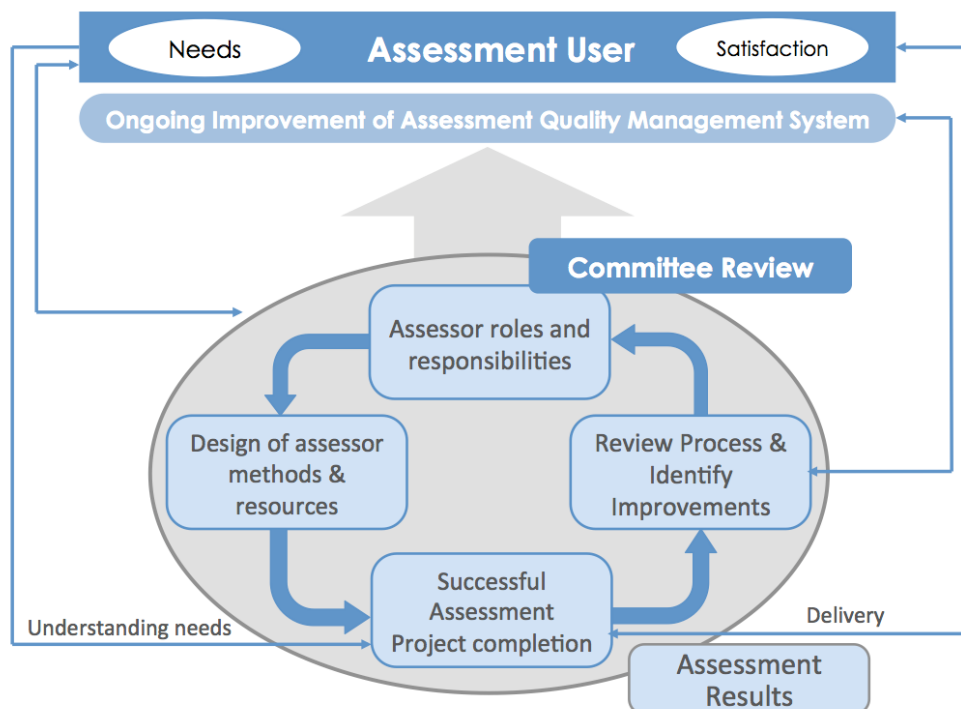 Needs
Assessment User
Satisfaction
Ongoing Improvement of Assessment Quality Management System
Committee Review
Assessor roles and
responsibilities
Design of assessor
methods &
resources
Review Process &
Identify
Improvements
Successful
Assessment
Project completion
Understanding needs
Delivery
Assessment
Results